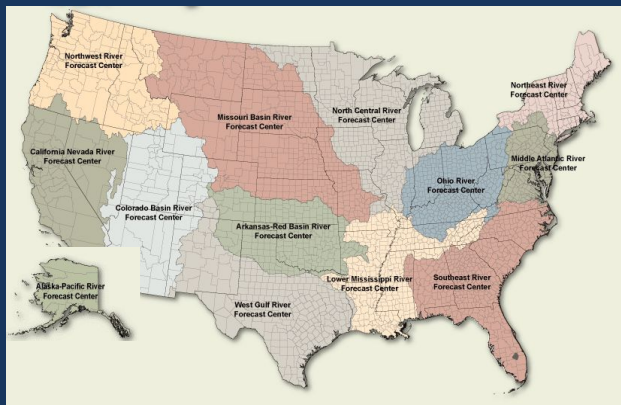 Northwest River
Forecast Center
Missouri Basin River
Forecast Center
North Central River
Forecast Center
Northeast River
Forecast Center
California Nevada River
Forecast Center
Colorado Basin River
Forecast Center
Arkansas-Red Basin River
Forecast Center
Ohio River
Forecast Center
Middle Atlantic River
Forecast Center
Alaska-Pacific River
Forecast Center
West Gulf River
Forecast Center
Lower Mississippi River
Forecast Center
Southeast River
Forecast Center